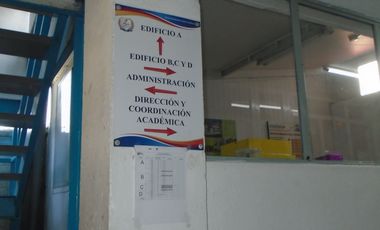 EDIFICIO A
EDIFICIO B,C Y D
ADMINISTRACIÓN
DIRECCIÓN Y
COORDINACIÓN
ACADÉMICA
A
B
C
D